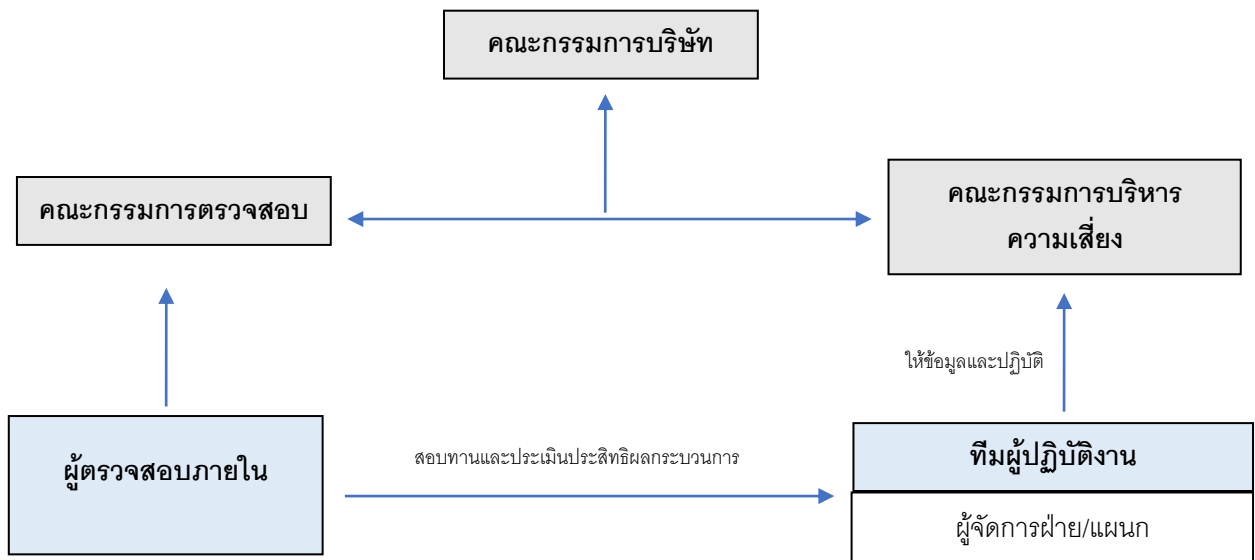 คณะกรรมการบริษัท
คณะกรรมการตรวจสอบ
คณะกรรมการบริหาร
ความเสี่ยง
ให้ข้อมูลและปฏิบัติ
ผู้ตรวจสอบภายใน
สอบทานและประเมินประสิทธิผลกระบวนการ
ทีมผู้ปฏิบัติงาน
ผู้จัดการฝ่าย/แผนก